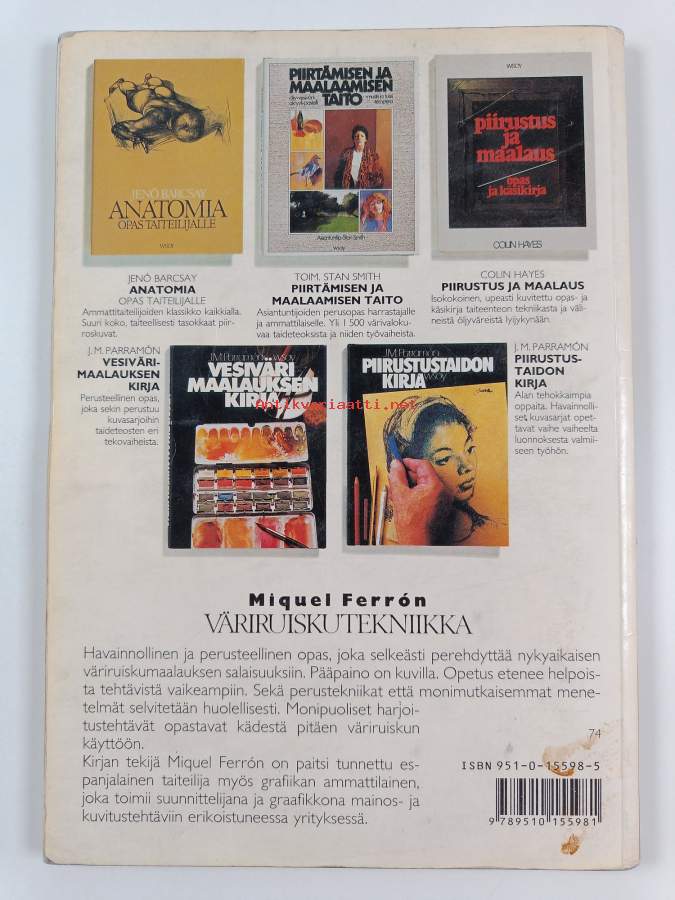 JENÖ BARCSAY
ANATOMIA
OPAS TAITEILIJALLE
WSOY
PIIRTÄMISEN JA
MAALAAMISEN
TAITO
Asiantuntija Stan Smith
WSOY
WSOY
piirustus
ja
maalaus
opas
ja käsikirja
COLIN HAYES
JENÖ BARCSAY
ANATOMIA
OPAS TAITEILIJALLE
Ammattitaiteilijoiden klassikko kaikkialla.
Suuri koko, taiteellisesti tasokkaat piir-
roskuvat.
TOIM. STAN SMITH
PIIRTÄMISEN JA
MAALAAMISEN TAITO
Asiantuntijoiden perusopas harrastajalle
ja ammattilaiselle. Yli 1 500 värivaloku-
vaa taideteoksista ja niiden työvaiheista.
COLIN HAYES
PIIRUSTUS JA MAALAUS
Isokokoinen, upeasti kuvitettu opas- ja
käsikirja taiteenteon tekniikasta ja väli-
neistä öljyväreistä lyijykynään.
J.M. PARRAMÓN
VESIVÄRI-
MAALAUKSEN
KIRJA
Perusteellinen opas,
joka sekin perustuu
kuvasarjoihin
taideteosten eri
tekovaiheista.
J.M. Parramón WSOY
VESIVÄRI
MAALAUKSEN
KIRJA
J.M. Parramón
PIIRUSTUSTAIDON
KIRJA WSOY
J.M. PARRAMÓN
PIIRUSTUS-
TAIDON
KIRJA
Alan tehokkaimpia
oppaita. Havainnolli-
set kuvasarjat opet-
tavat vaihe vaiheelta
luonnoksesta valmii-
seen työhön.
Antikvariaatti.net
Miquel Ferrón
VÄRIRUISKUTEKNIIKKA
Havainnollinen ja perusteellinen opas, joka selkeästi perehdyttää nykyaikaisen
väriruiskumaalauksen salaisuuksiin. Pääpaino on kuvilla. Opetus etenee helpois-
ta tehtävistä vaikeampiin. Sekä perustekniikat että monimutkaisemmat mene-
telmät selvitetään huolellisesti. Monipuoliset harjoi-
tustehtävät opastavat kädestä pitäen väriruiskun
käyttöön.
Kirjan tekijä Miquel Ferrón on paitsi tunnettu es-
panjalainen taiteilija myös grafiikan ammattilainen,
joka toimii suunnittelijana ja graafikkona mainos- ja
kuvitustehtäviin erikoistuneessa yrityksessä.
74
ISBN 951-0-15598-5
9 789510 155981